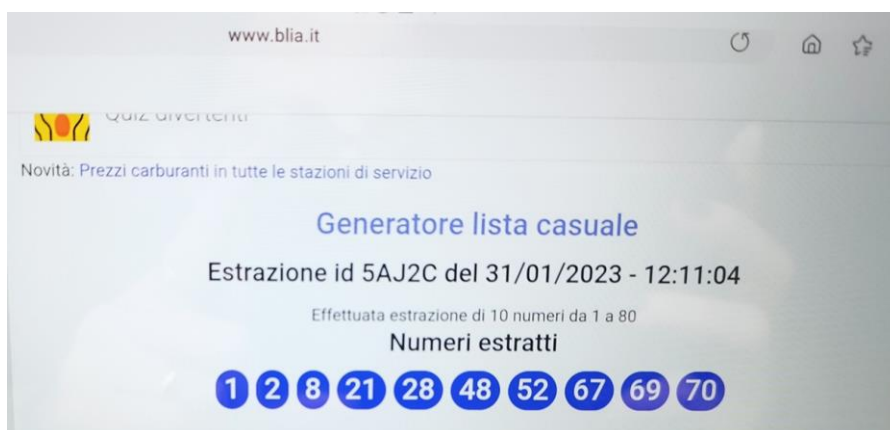 www.blia.it
Quiz divertenti
Novità: Prezzi carburanti in tutte le stazioni di servizio
Generatore lista casuale
Estrazione id 5AJ2C del 31/01/2023 - 12:11:04
Effettuata estrazione di 10 numeri da 1 a 80
Numeri estratti
1 2 8 21 28 48 52 67 69 70